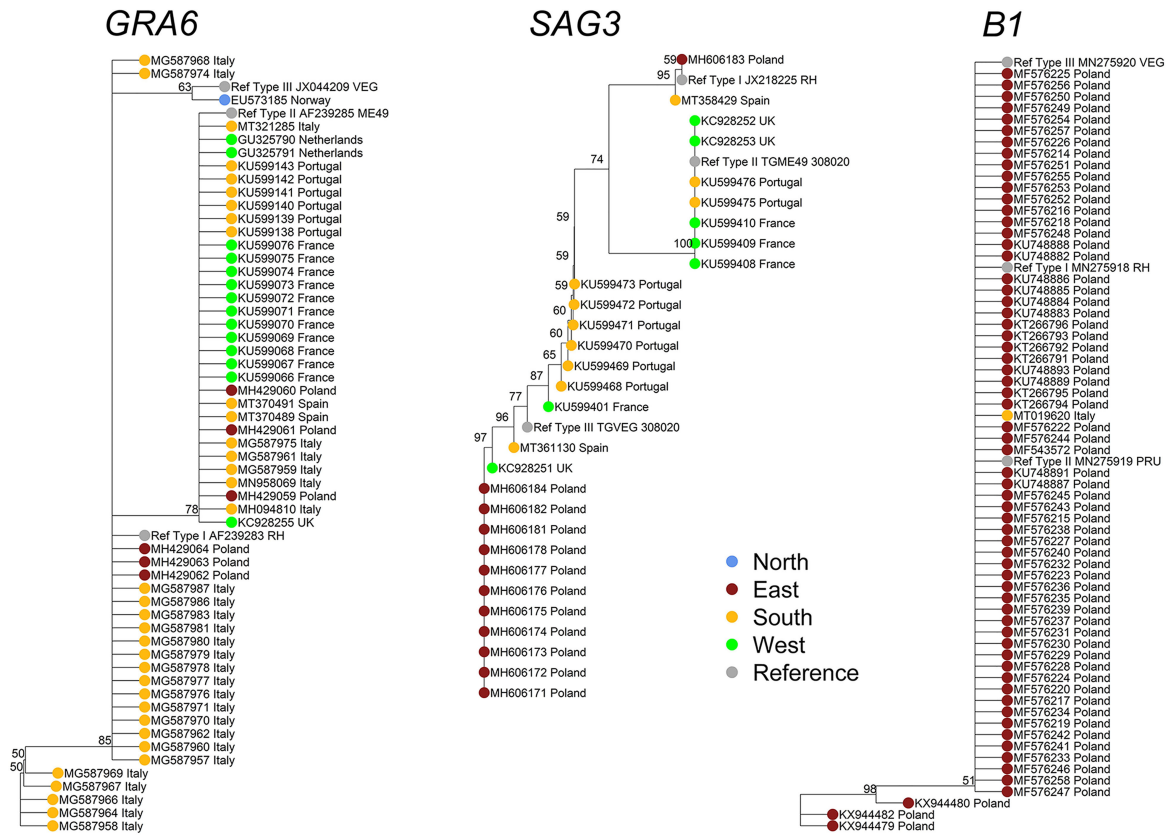 GRA6
MG587968 Italy
MG587974 Italy
63
Ref Type III JX044209 VEG
EU573185 Norway
Ref Type II AF239285 ME49
MT321285 Italy
GU325790 Netherlands
GU325791 Netherlands
KU599143 Portugal
KU599142 Portugal
KU599141 Portugal
KU599140 Portugal
KU599139 Portugal
KU599138 Portugal
KU599076 France
KU599075 France
KU599074 France
KU599073 France
KU599072 France
KU599071 France
KU599070 France
KU599069 France
KU599068 France
KU599067 France
KU599066 France
MH429060 Poland
MT370491 Spain
MT370489 Spain
MH429061 Poland
MG587975 Italy
MG587961 Italy
MG587959 Italy
MN958069 Italy
MH429059 Poland
78
MH094810 Italy
KC928255 UK
Ref Type I AF239283 RH
MH429064 Poland
MH429063 Poland
MH429062 Poland
MG587987 Italy
MG587986 Italy
MG587983 Italy
MG587981 Italy
MG587980 Italy
MG587979 Italy
MG587978 Italy
MG587977 Italy
MG587976 Italy
MG587971 Italy
MG587970 Italy
MG587962 Italy
85
MG587960 Italy
MG587957 Italy
50
50
MG587969 Italy
MG587967 Italy
MG587966 Italy
MG587964 Italy
MG587958 Italy
SAG3
59
MH606183 Poland
95
Ref Type I JX218225 RH
MT358429 Spain
KC928252 UK
KC928253 UK
74
Ref Type II TGME49 308020
KU599476 Portugal
KU599475 Portugal
59
KU599410 France
100
KU599409 France
59
KU599408 France
59
KU599473 Portugal
60
KU599472 Portugal
60
KU599471 Portugal
KU599470 Portugal
65
KU599469 Portugal
87
KU599468 Portugal
77
KU599401 France
96
Ref Type III TGVEG 308020
97
MT361130 Spain
KC928251 UK
MH606184 Poland
MH606182 Poland
MH606181 Poland
MH606178 Poland
MH606177 Poland
MH606176 Poland
MH606175 Poland
MH606174 Poland
MH606173 Poland
MH606172 Poland
MH606171 Poland
North
East
South
West
Reference
B1
Ref Type III MN275920 VEG
MF576225 Poland
MF576256 Poland
MF576250 Poland
MF576249 Poland
MF576254 Poland
MF576257 Poland
MF576226 Poland
MF576214 Poland
MF576251 Poland
MF576255 Poland
MF576253 Poland
MF576252 Poland
MF576216 Poland
MF576218 Poland
MF576248 Poland
KU748888 Poland
KU748882 Poland
Ref Type I MN275918 RH
KU748886 Poland
KU748885 Poland
KU748884 Poland
KU748883 Poland
KT266796 Poland
KT266793 Poland
KT266792 Poland
KT266791 Poland
KU748893 Poland
KU748889 Poland
KT266795 Poland
KT266794 Poland
MT019620 Italy
MF576222 Poland
MF576244 Poland
MF543572 Poland
Ref Type II MN275919 PRU
KU748891 Poland
KU748887 Poland
MF576245 Poland
MF576243 Poland
MF576215 Poland
MF576238 Poland
MF576227 Poland
MF576240 Poland
MF576232 Poland
MF576223 Poland
MF576236 Poland
MF576235 Poland
MF576239 Poland
MF576237 Poland
MF576231 Poland
MF576230 Poland
MF576229 Poland
MF576228 Poland
MF576224 Poland
MF576220 Poland
MF576217 Poland
MF576234 Poland
MF576219 Poland
MF576242 Poland
MF576241 Poland
MF576233 Poland
MF576246 Poland
51
MF576258 Poland
98
MF576247 Poland
KX944480 Poland
KX944482 Poland
KX944479 Poland